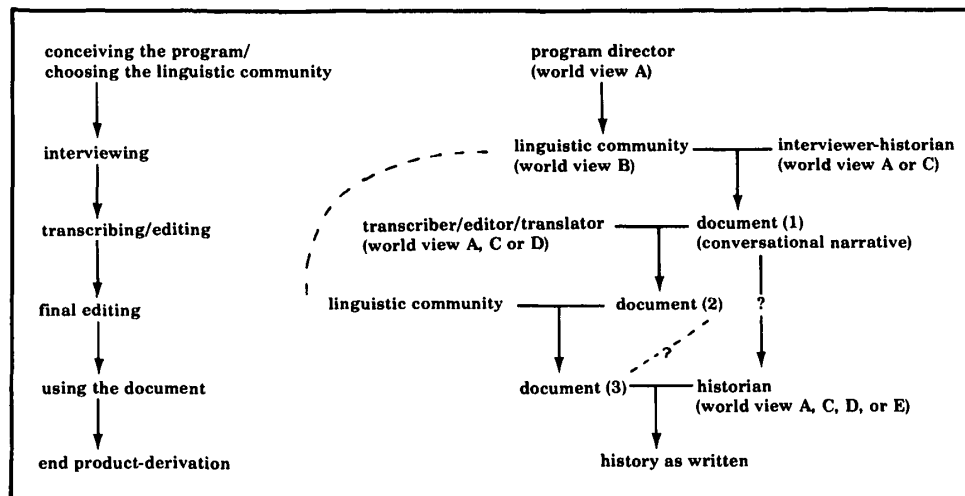 conceiving the program/
choosing the linguistic community
interviewing
transcribing/editing
final editing
using the document
end product-derivation
program director
(world view A)
linguistic community
(world view B)
interviewer-historian
(world view A or C)
transcriber/editor/translator
(world view A, C or D)
document (1)
(conversational narrative)
linguistic community
document (2)
?
?
document (3)
historian
(world view A, C, D, or E)
history as written